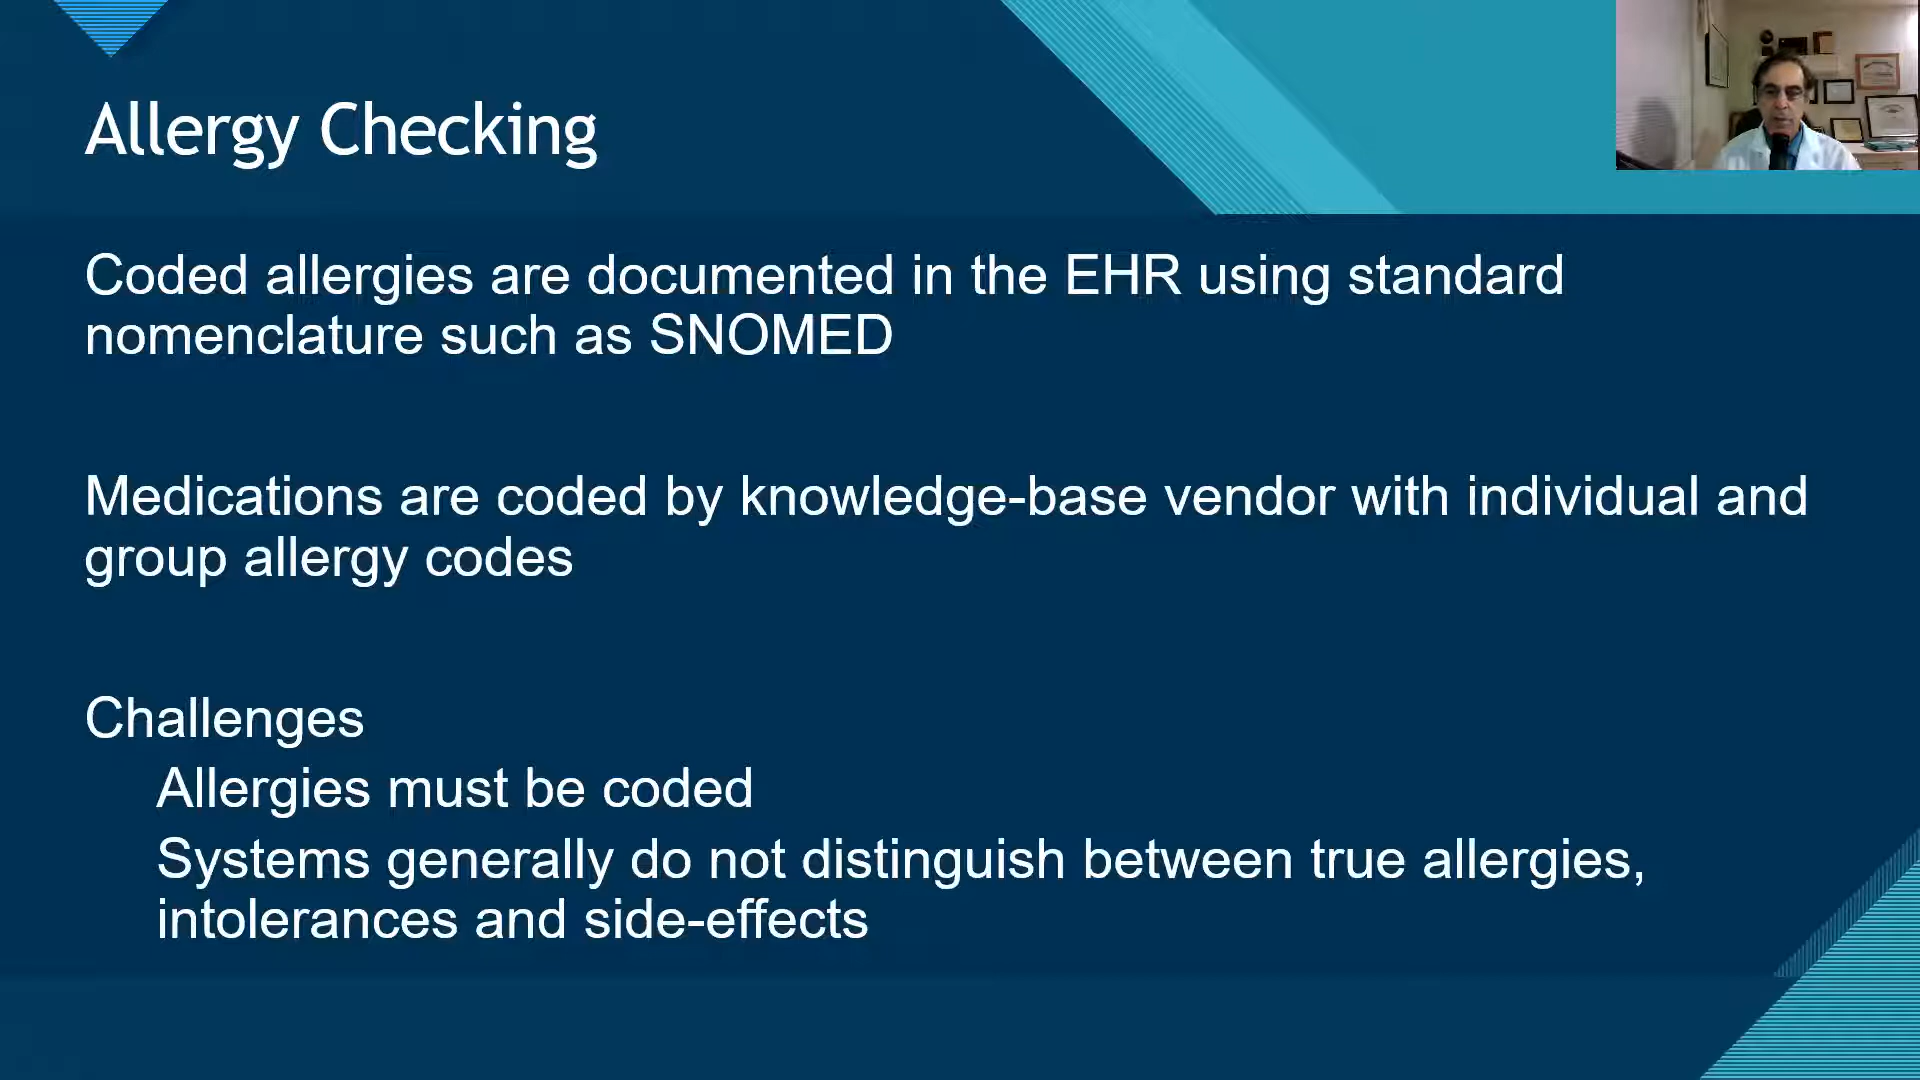 Allergy Checking
Coded allergies are documented in the EHR using standard
nomenclature such as SNOMED
Medications are coded by knowledge-base vendor with individual and
group allergy codes
Challenges
Allergies must be coded
Systems generally do not distinguish between true allergies,
intolerances and side-effects